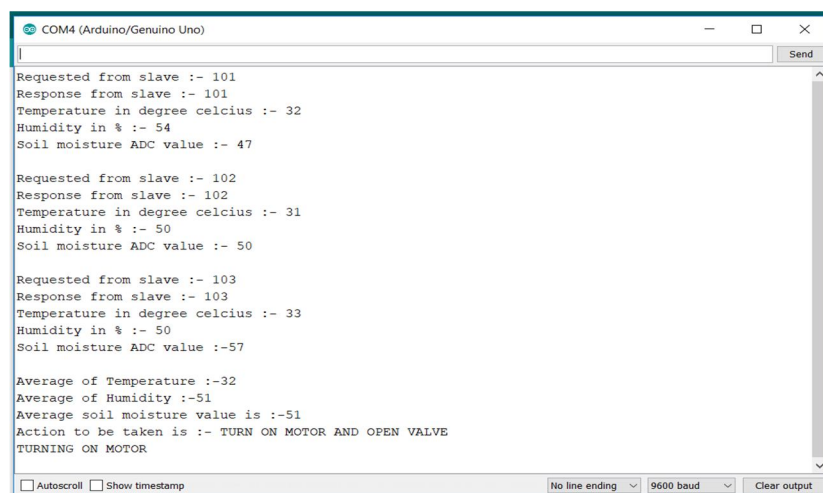 COM4 (Arduino/Genuino Uno)
Send
Requested from slave :- 101
Response from slave :- 101
Temperature in degree celcius :- 32
Humidity in % :- 54
Soil moisture ADC value :- 47
Requested from slave :- 102
Response from slave :- 102
Temperature in degree celcius :- 31
Humidity in % :- 50
Soil moisture ADC value :- 50
Requested from slave :- 103
Response from slave :- 103
Temperature in degree celcius :- 33
Humidity in % :- 50
Soil moisture ADC value :-57
Average of Temperature :-32
Average of Humidity :-51
Average soil moisture value is :-51
Action to be taken is :- TURN ON MOTOR AND OPEN VALVE
TURNING ON MOTOR
Autoscroll Show timestamp No line ending 9600 baud Clear output